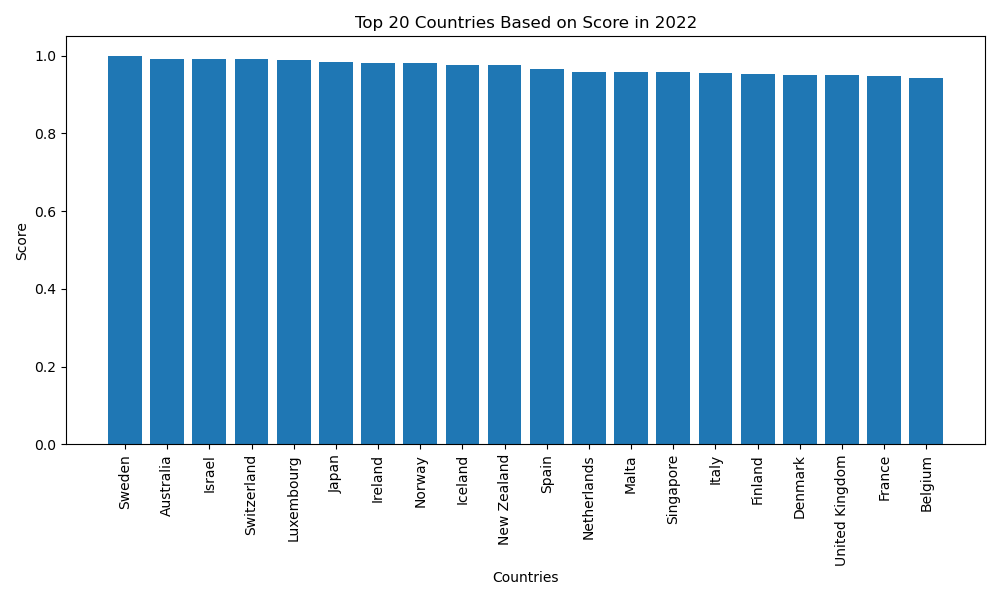 Top 20 Countries Based on Score in 2022
Score
1.0
0.8
0.6
0.4
0.2
0.0
Sweden
Australia
Israel
Switzerland
Luxembourg
Japan
Ireland
Norway
Iceland
New Zealand
Spain
Netherlands
Malta
Singapore
Italy
Finland
Denmark
United Kingdom
France
Belgium
Countries